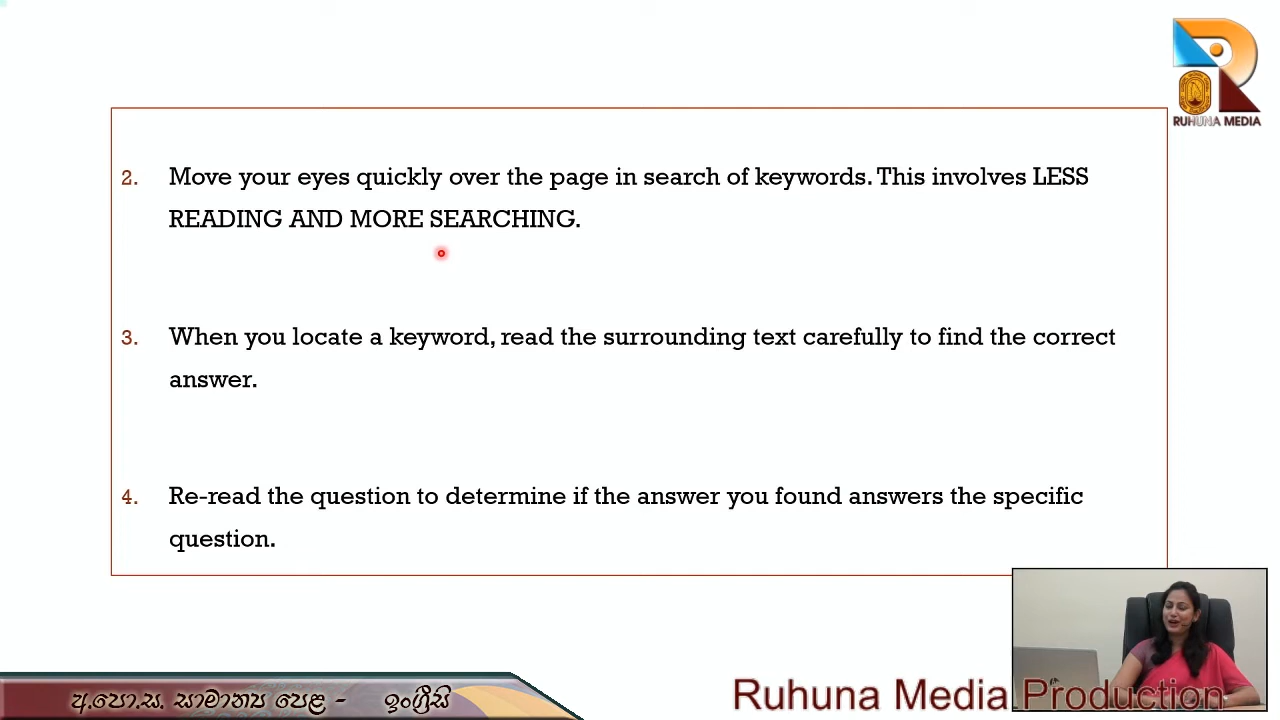 RUHUNA MEDIA
2. Move your eyes quickly over the page in search of keywords. This involves LESS
READING AND MORE SEARCHING.
3. When you locate a keyword, read the surrounding text carefully to find the correct
answer.
4. Re-read the question to determine if the answer you found answers the specific
question.
අ.පො.ස. සාමාන්‍ය පෙළ - ඉංග්‍රීසි
Ruhuna Media Production